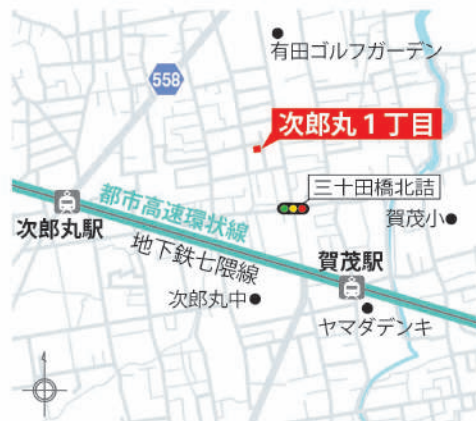 有田ゴルフガーデン
558
次郎丸1丁目
三十田橋北詰
賀茂小
都市高速環状線
次郎丸駅
地下鉄七隈線
賀茂駅
次郎丸中
ヤマダデンキ